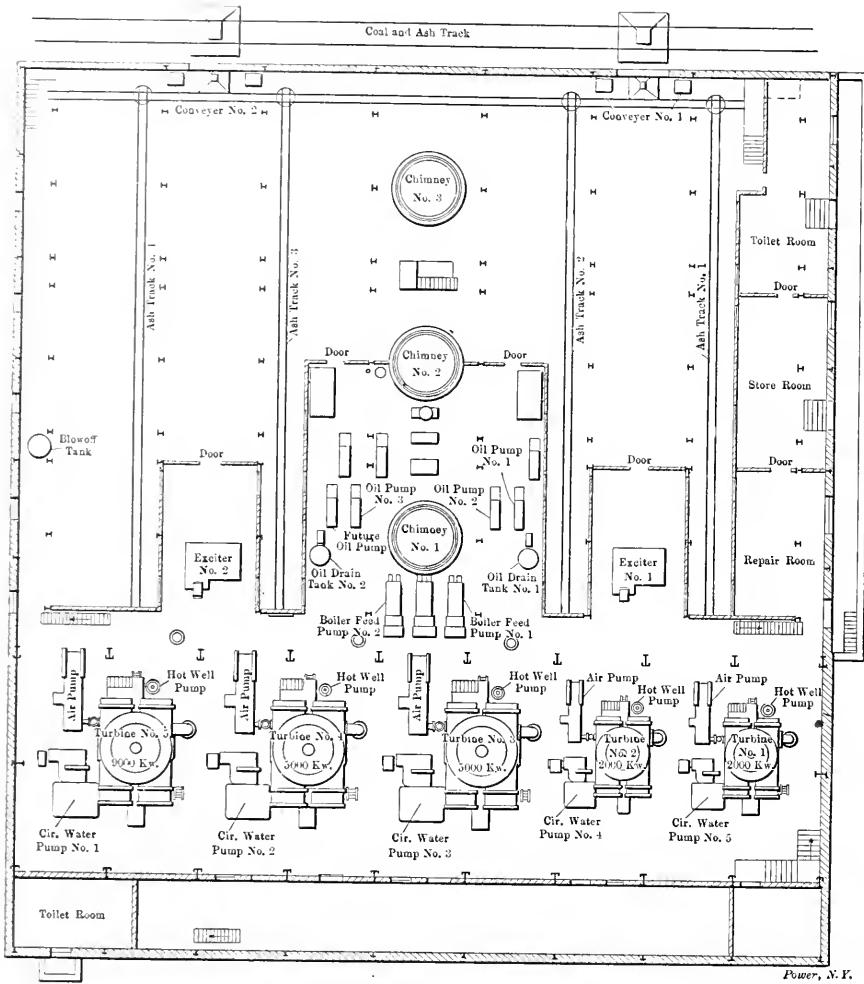 Coal and Ash Track
Conveyer No. 2
Conveyer No. 1
Chimney
No. 3
Ash Track No. 4
Ash Track No. 3
Ash Track No. 2
Ash Track No. 1
Toilet Room
Door
Door
Chimney
No. 2
Door
Store Room
Blowoff
Tank
Door
Oil Pump
No. 1
Door
Door
Oil Pump
No. 3
Oil Pump
No. 2
Future
Oil Pump
Chimney
No. 1
Exciter
No. 2
Oil Drain
Tank No. 2
Oil Drain
Tank No. 1
Exciter
No. 1
Repair Room
Boiler Feed
Pump No. 2
Boiler Feed
Pump No. 1
Air Pump
Hot Well
Pump
Air Pump
Hot Well
Pump
Air Pump
Hot Well
Pump
Air Pump
Hot Well
Pump
Air Pump
Hot Well
Pump
Turbine No. 5
9000 Kw.
Turbine No. 4
5000 Kw.
Turbine No. 3
5000 Kw.
Turbine
No. 2
2000 Kw.
Turbine
No. 1
2000 Kw.
Cir. Water
Pump No. 1
Cir. Water
Pump No. 2
Cir. Water
Pump No. 3
Cir. Water
Pump No. 4
Cir. Water
Pump No. 5
Toilet Room
Power, N.Y.